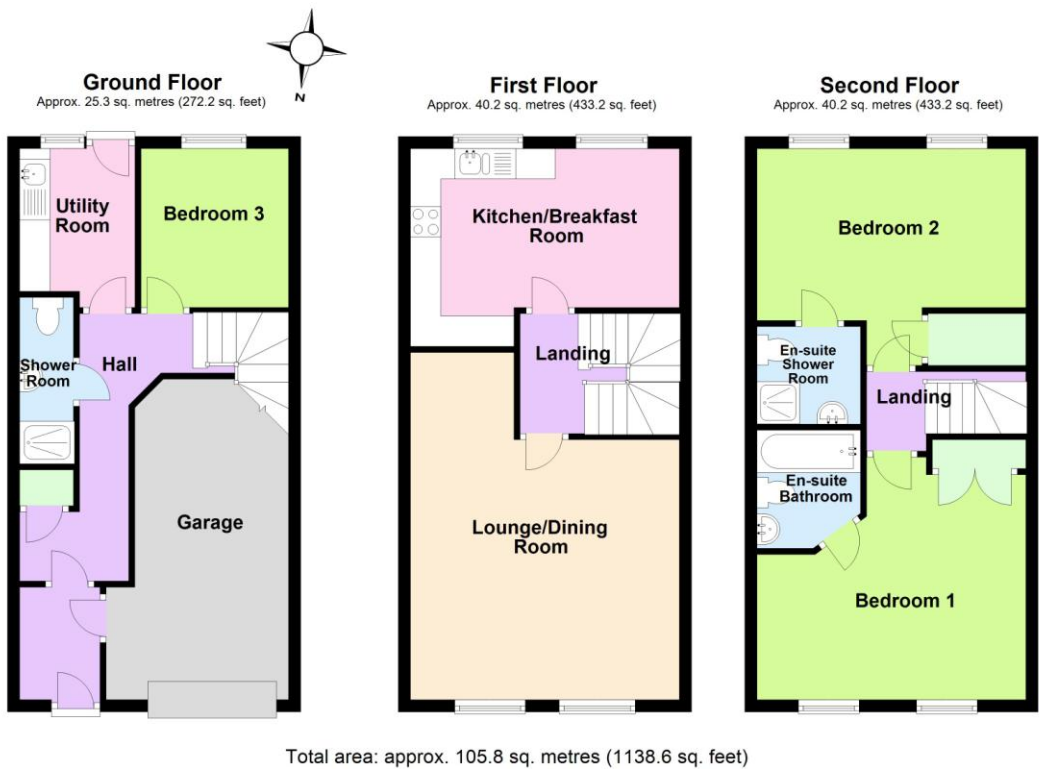 N
Ground Floor
Approx. 25.3 sq. metres (272.2 sq. feet)
Utility
Room
Bedroom 3
Shower
Room
Hall
Garage
First Floor
Approx. 40.2 sq. metres (433.2 sq. feet)
Kitchen/Breakfast
Room
Landing
Lounge/Dining
Room
Second Floor
Approx. 40.2 sq. metres (433.2 sq. feet)
Bedroom 2
En-suite
Shower
Room
Landing
En-suite
Bathroom
Bedroom 1
Total area: approx. 105.8 sq. metres (1138.6 sq. feet)